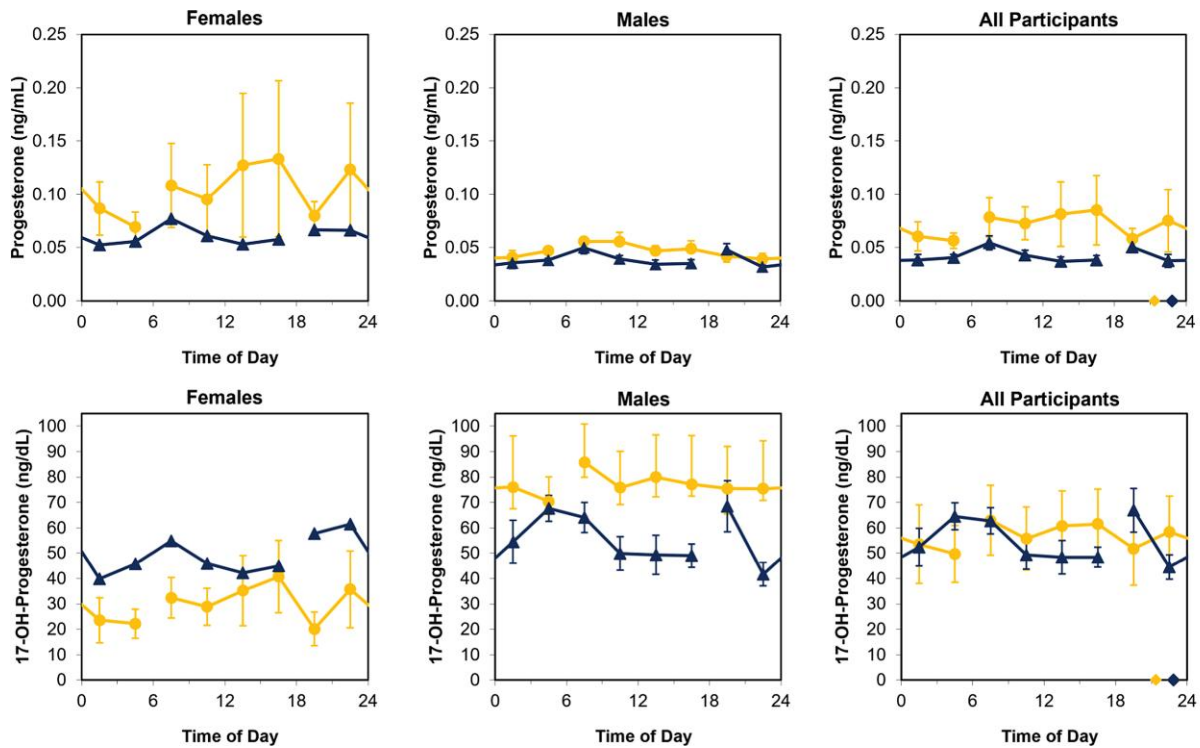 Females
Males
All Participants
Progesterone (ng/mL)
0.25
0.20
0.15
0.10
0.05
0.00
0 6 12 18 24
Time of Day
Progesterone (ng/mL)
0.25
0.20
0.15
0.10
0.05
0.00
0 6 12 18 24
Time of Day
Progesterone (ng/mL)
0.25
0.20
0.15
0.10
0.05
0.00
0 6 12 18 24
Time of Day
Females
Males
All Participants
17-OH-Progesterone (ng/dL)
100
90
80
70
60
50
40
30
20
10
0
0 6 12 18 24
Time of Day
17-OH-Progesterone (ng/dL)
100
90
80
70
60
50
40
30
20
10
0
0 6 12 18 24
Time of Day
17-OH-Progesterone (ng/dL)
100
90
80
70
60
50
40
30
20
10
0
0 6 12 18 24
Time of Day